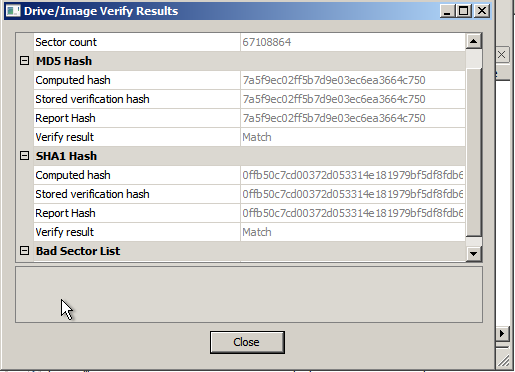 Drive/Image Verify Results
Sector count 67108864
MD5 Hash
Computed hash 7a5f9ec02ff5b7d9e03ec6ea3664c750
Stored verification hash 7a5f9ec02ff5b7d9e03ec6ea3664c750
Report Hash 7a5f9ec02ff5b7d9e03ec6ea3664c750
Verify result Match
SHA1 Hash
Computed hash 0ffb50c7cd00372d053314e181979bf5df8fdb6
Stored verification hash 0ffb50c7cd00372d053314e181979bf5df8fdb6
Report Hash 0ffb50c7cd00372d053314e181979bf5df8fdb6
Verify result Match
Bad Sector List
Close